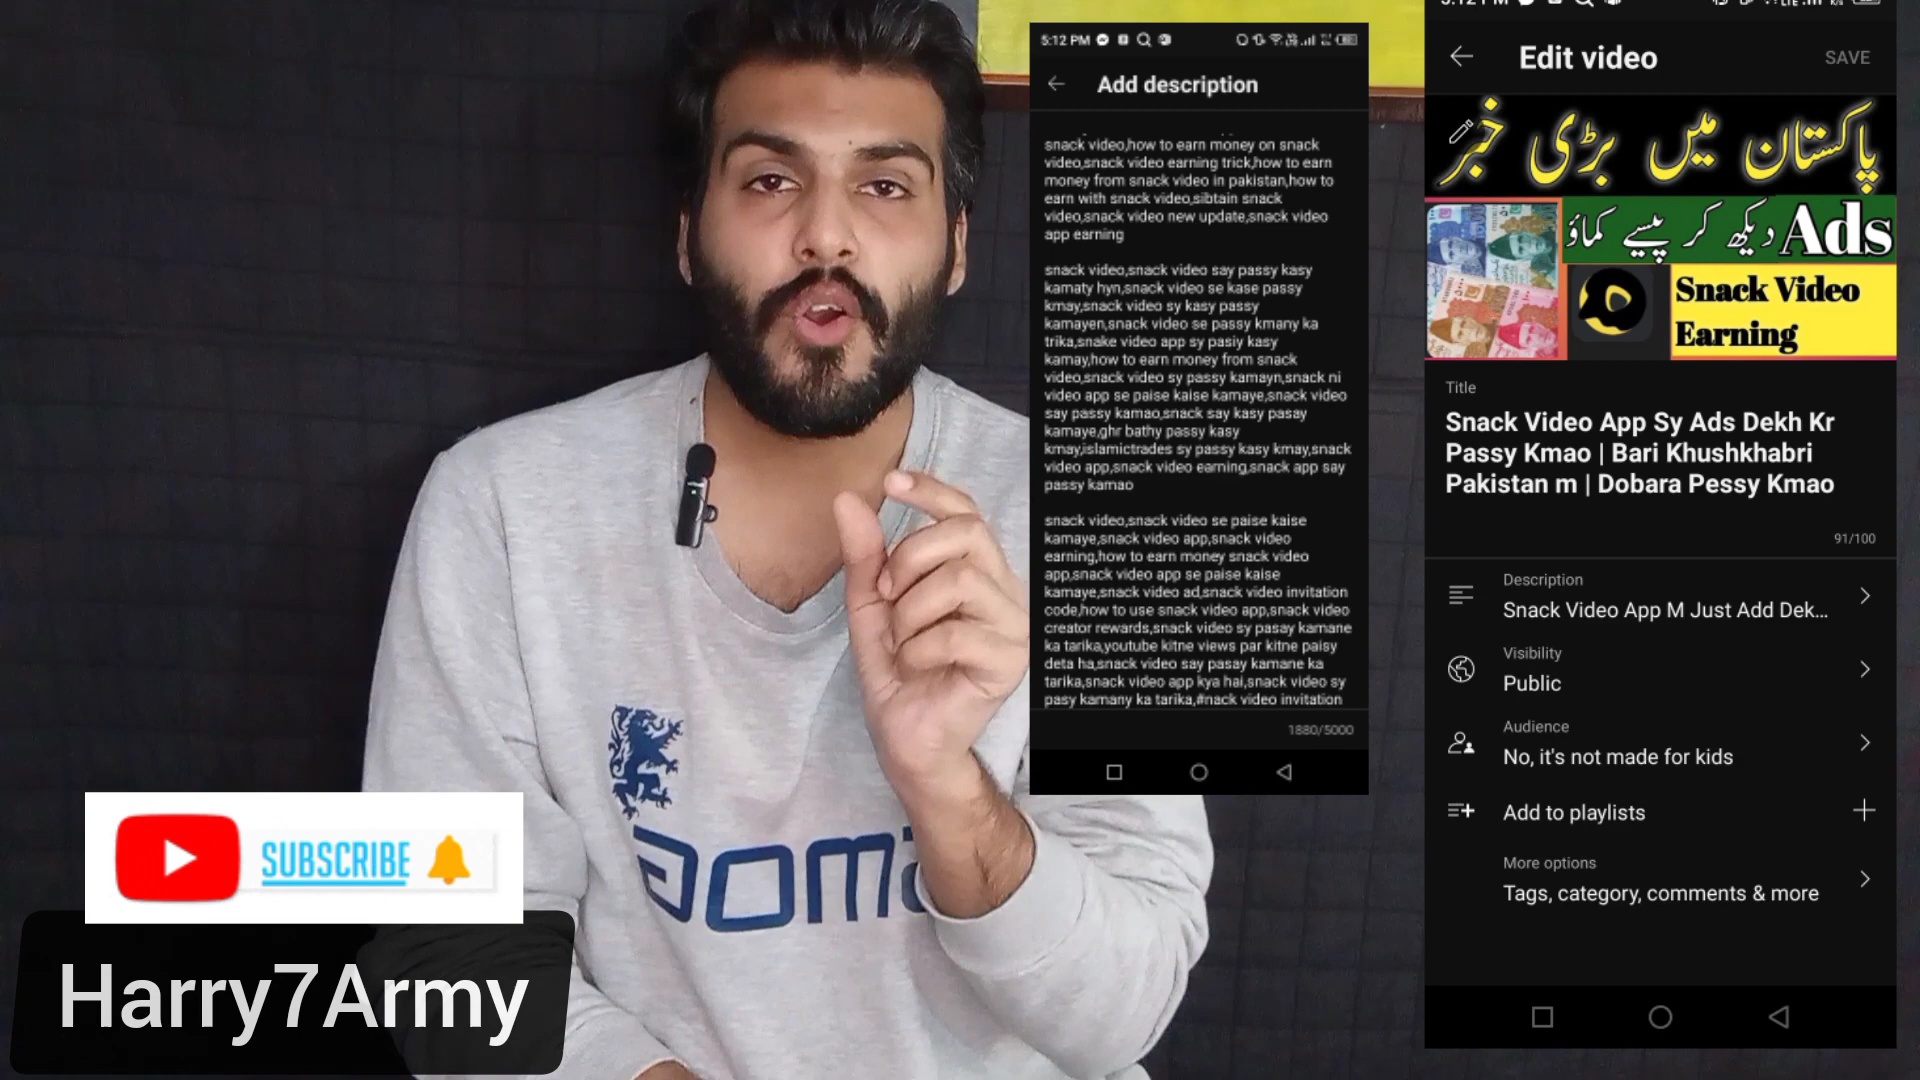 5:12 PM
Add description
snack video,how to earn money on snack
video,snack video earning trick,how to earn
money from snack video in pakistan,how to
earn with snack video,sibtain snack
video,snack video new update,snack video
app earning
snack video,snack video say passy kasy
kamaty hyn,snack video se kase passy
kmay,snack video sy kasy passy
kamayen,snack video se passy kmany ka
trika,snake video app sy pasiy kasy
kamay,how to earn money from snack
video,snack video sy passy kamayn,snack ni
video app se paise kaise kamaye,snack video
say passy kamao,snack say kasy pasay
kamaye,ghr bathy passy kasy
kmay,islamictrades sy passy kasy kmay,snack
video app,snack video earning,snack app say
passy kamao
snack video,snack video se paise kaise
kamaye,snack video app,snack video
earning,how to earn money snack video
app,snack video app se paise kaise
kamaye,snack video ad,snack video invitation
code,how to use snack video app,snack video
creator rewards,snack video sy pasay kamane
ka tarika,youtube kitne views par kitne paisy
deta ha,snack video say pasay kamane ka
tarika,snack video app kya hai,snack video sy
pasy kamany ka tarika,#nack video invitation
1880/5000
Edit video
SAVE
پاکستان میں بڑی خبر
Ads دیکھ کر پیسے کماؤ
Snack Video
Earning
Title
Snack Video App Sy Ads Dekh Kr
Passy Kmao | Bari Khushkhabri
Pakistan m | Dobara Pessy Kmao
91/100
Description
Snack Video App M Just Add Dek...
Visibility
Public
Audience
No, it's not made for kids
Add to playlists
More options
Tags, category, comments & more
SUBSCRIBE
Harry7Army